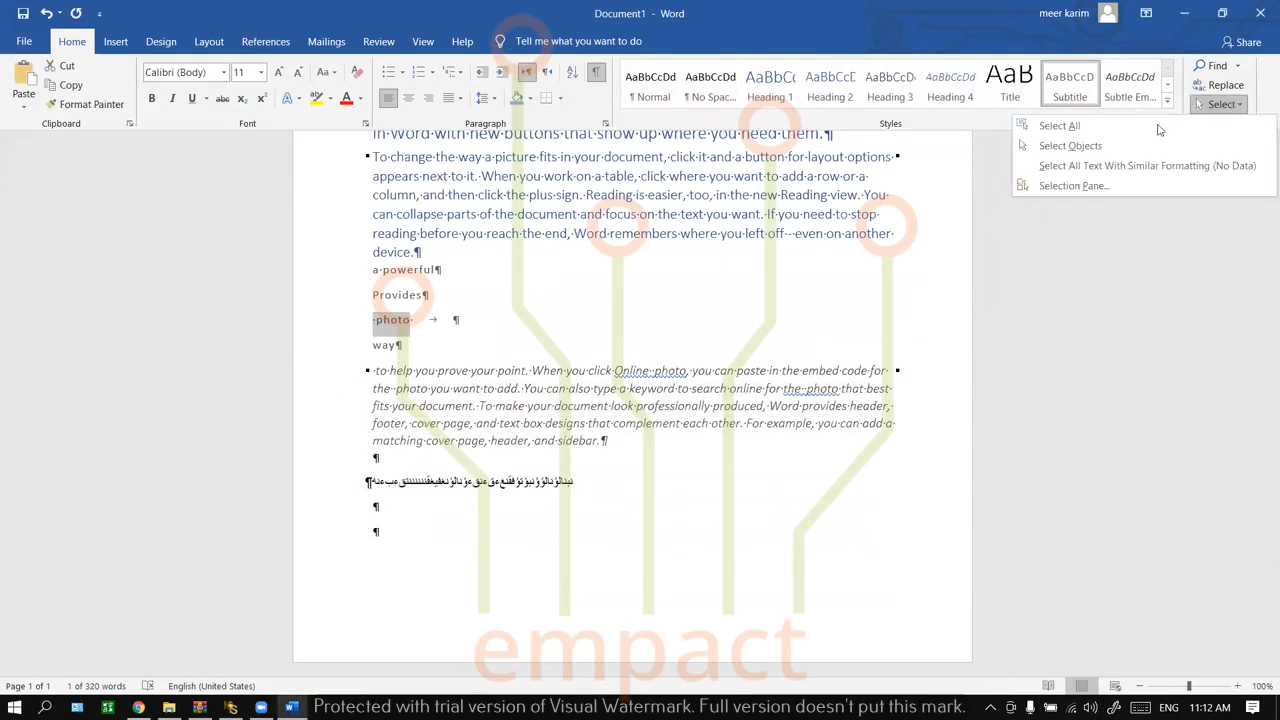 Document1 - Word
meer karim
File Home Insert Design Layout References Mailings Review View Help Tell me what you want to do Share
Cut
Copy
Format Painter
Paste
Clipboard
Calibri (Body) 11
Font
Paragraph
AaBbCcDd AaBbCcDd AaBbCc AaBbCcC AaBbCcD AaBbCcD AaB AaBbCcD AaBbCcDd
¶ Normal ¶ No Spac... Heading 1 Heading 2 Heading 3 Heading 4 Title Subtitle Subtle Em...
Styles
Find
Replace
Select
Select All
Select Objects
Select All Text With Similar Formatting (No Data)
Selection Pane...
in Word with new buttons that show up where you need them.¶
To change the way a picture fits in your document, click it and a button for layout options
appears next to it. When you work on a table, click where you want to add a row or a
column, and then click the plus sign. Reading is easier, too, in the new Reading view. You
can collapse parts of the document and focus on the text you want. If you need to stop
reading before you reach the end, Word remembers where you left off -- even on another
device.¶
a powerful¶
Provides¶
photo → ¶
way¶
to help you prove your point. When you click Online photo, you can paste in the embed code for
the photo you want to add. You can also type a keyword to search online for the photo that best
fits your document. To make your document look professionally produced, Word provides header,
footer, cover page, and text box designs that complement each other. For example, you can add a
matching cover page, header, and sidebar.¶
¶
¶
¶
empact
Page 1 of 1 1 of 320 words English (United States) 100%
Protected with trial version of Visual Watermark. Full version doesn't put this mark.
ENG 11:12 AM